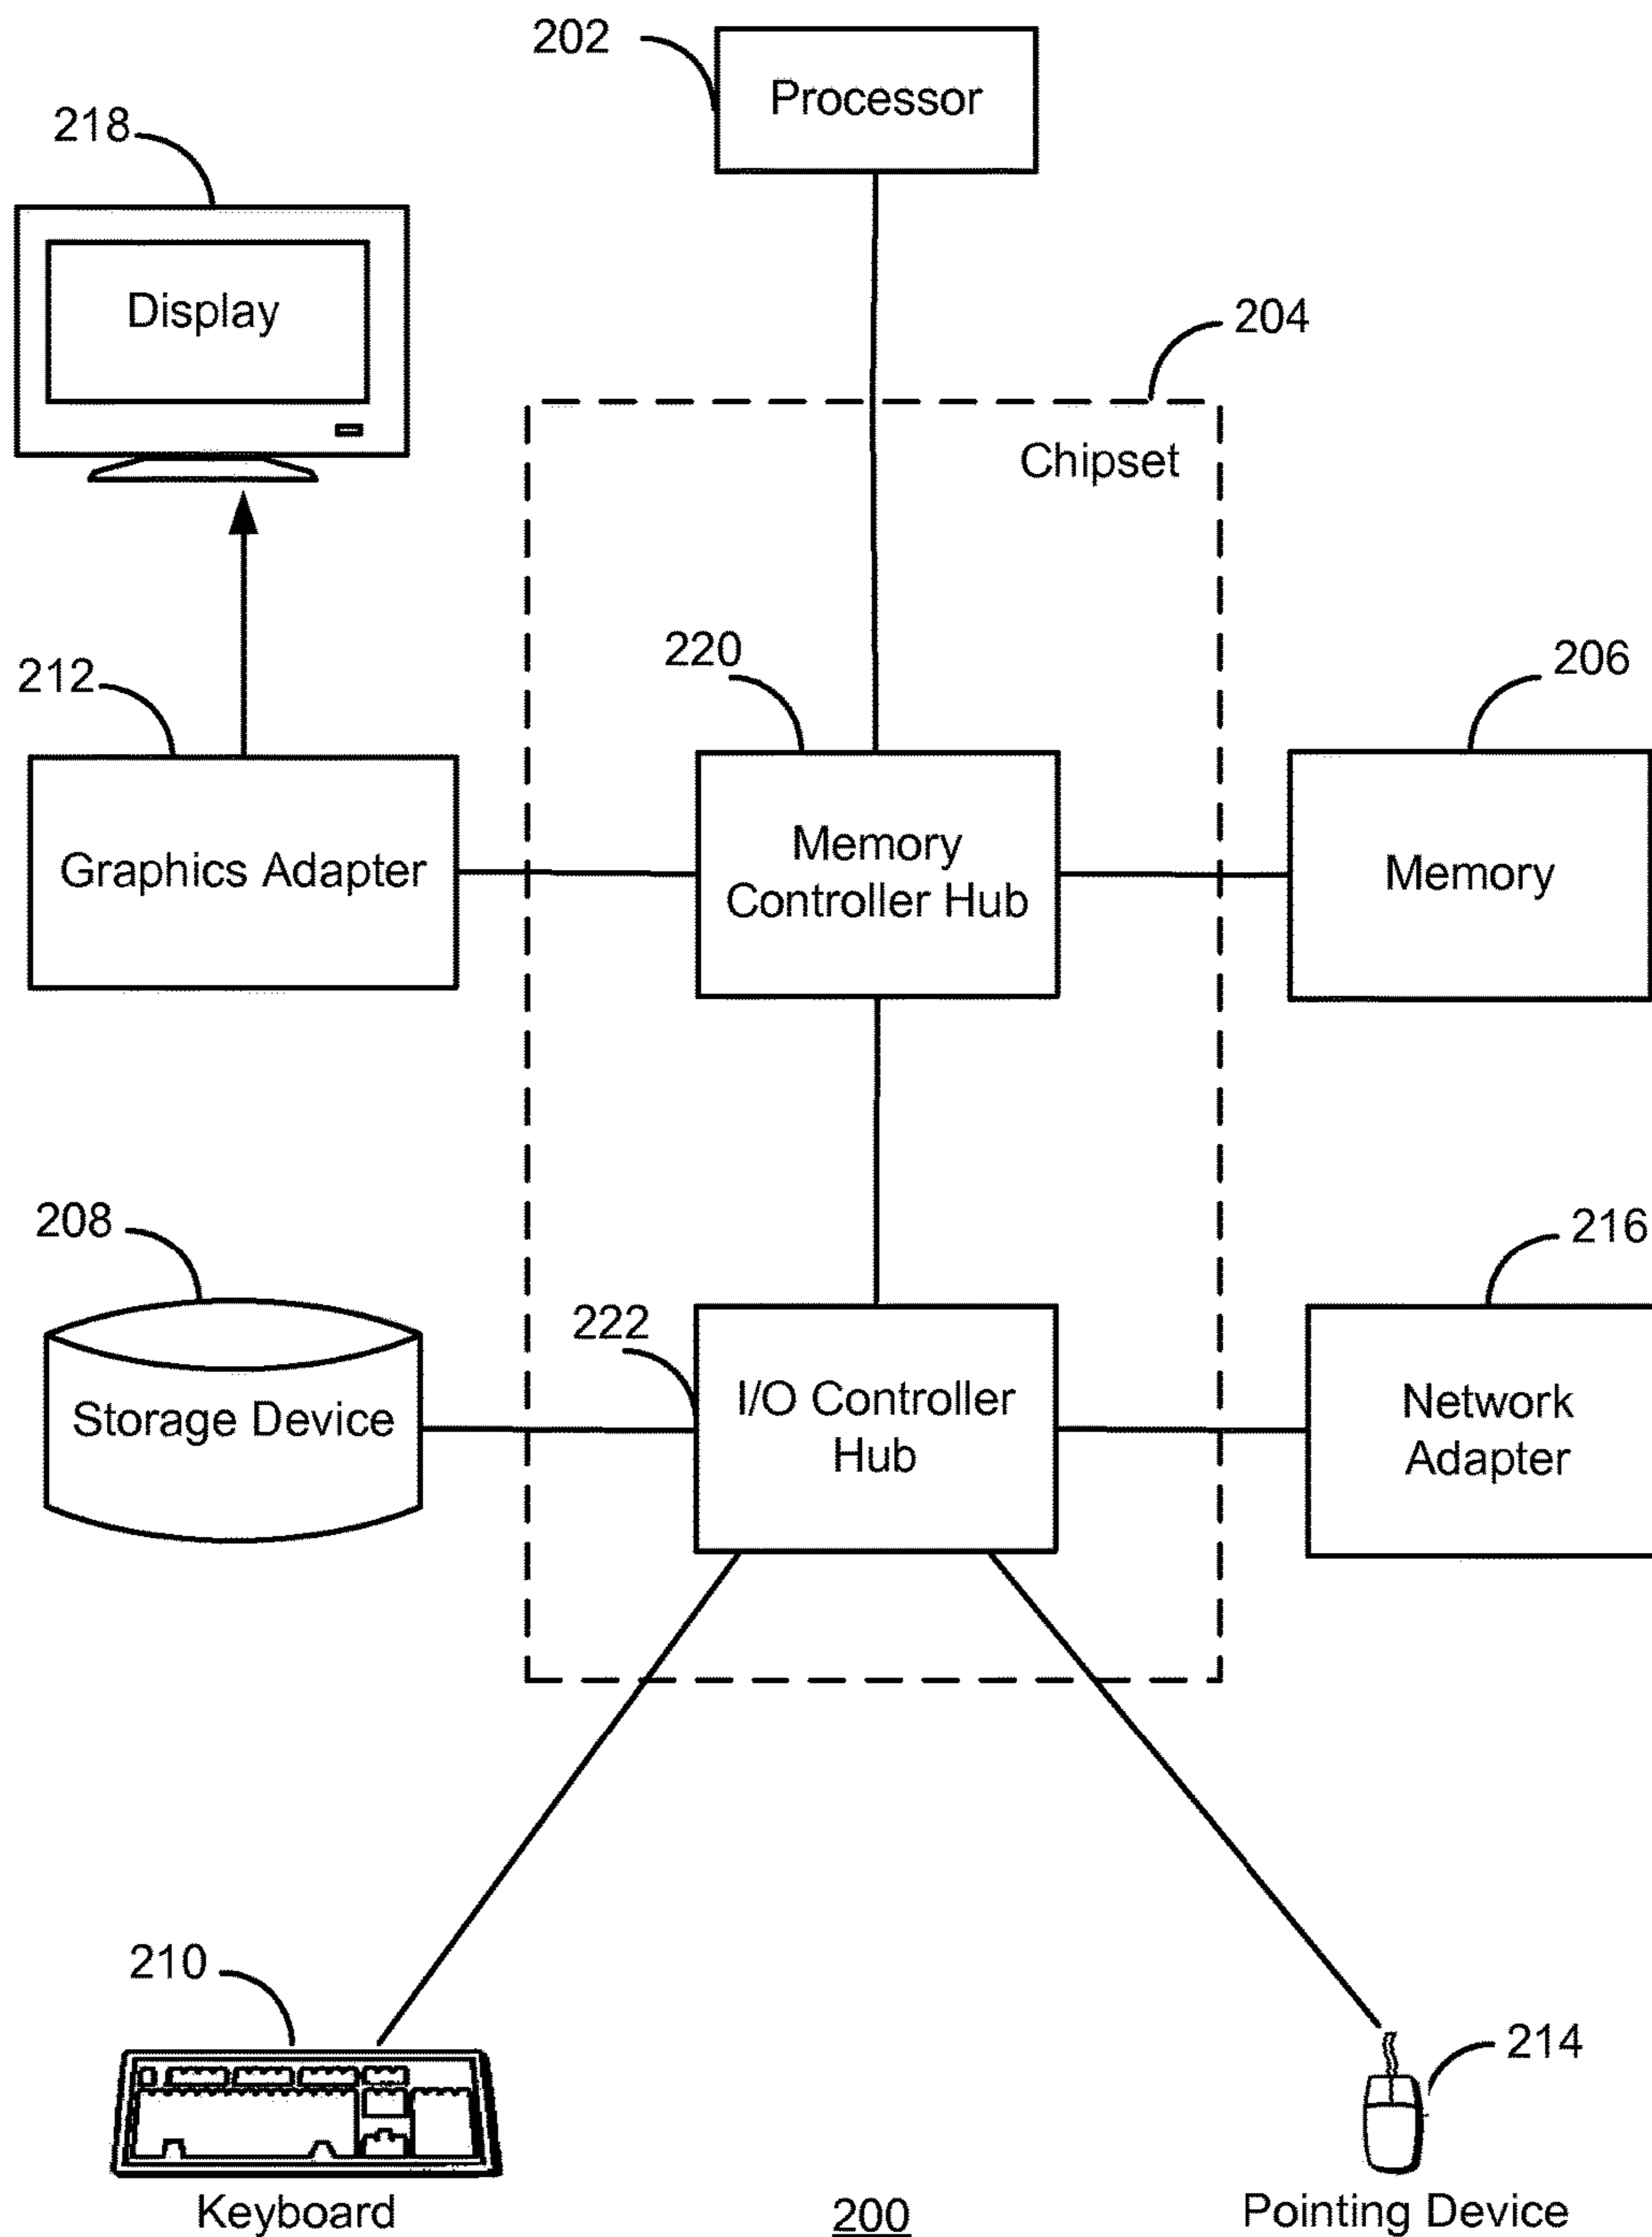 202
Processor
218
Display
204
Chipset
212
220
206
Graphics Adapter
Memory
Controller Hub
Memory
208
222
216
Storage Device
I/O Controller
Hub
Network
Adapter
210
214
Keyboard
200
Pointing Device